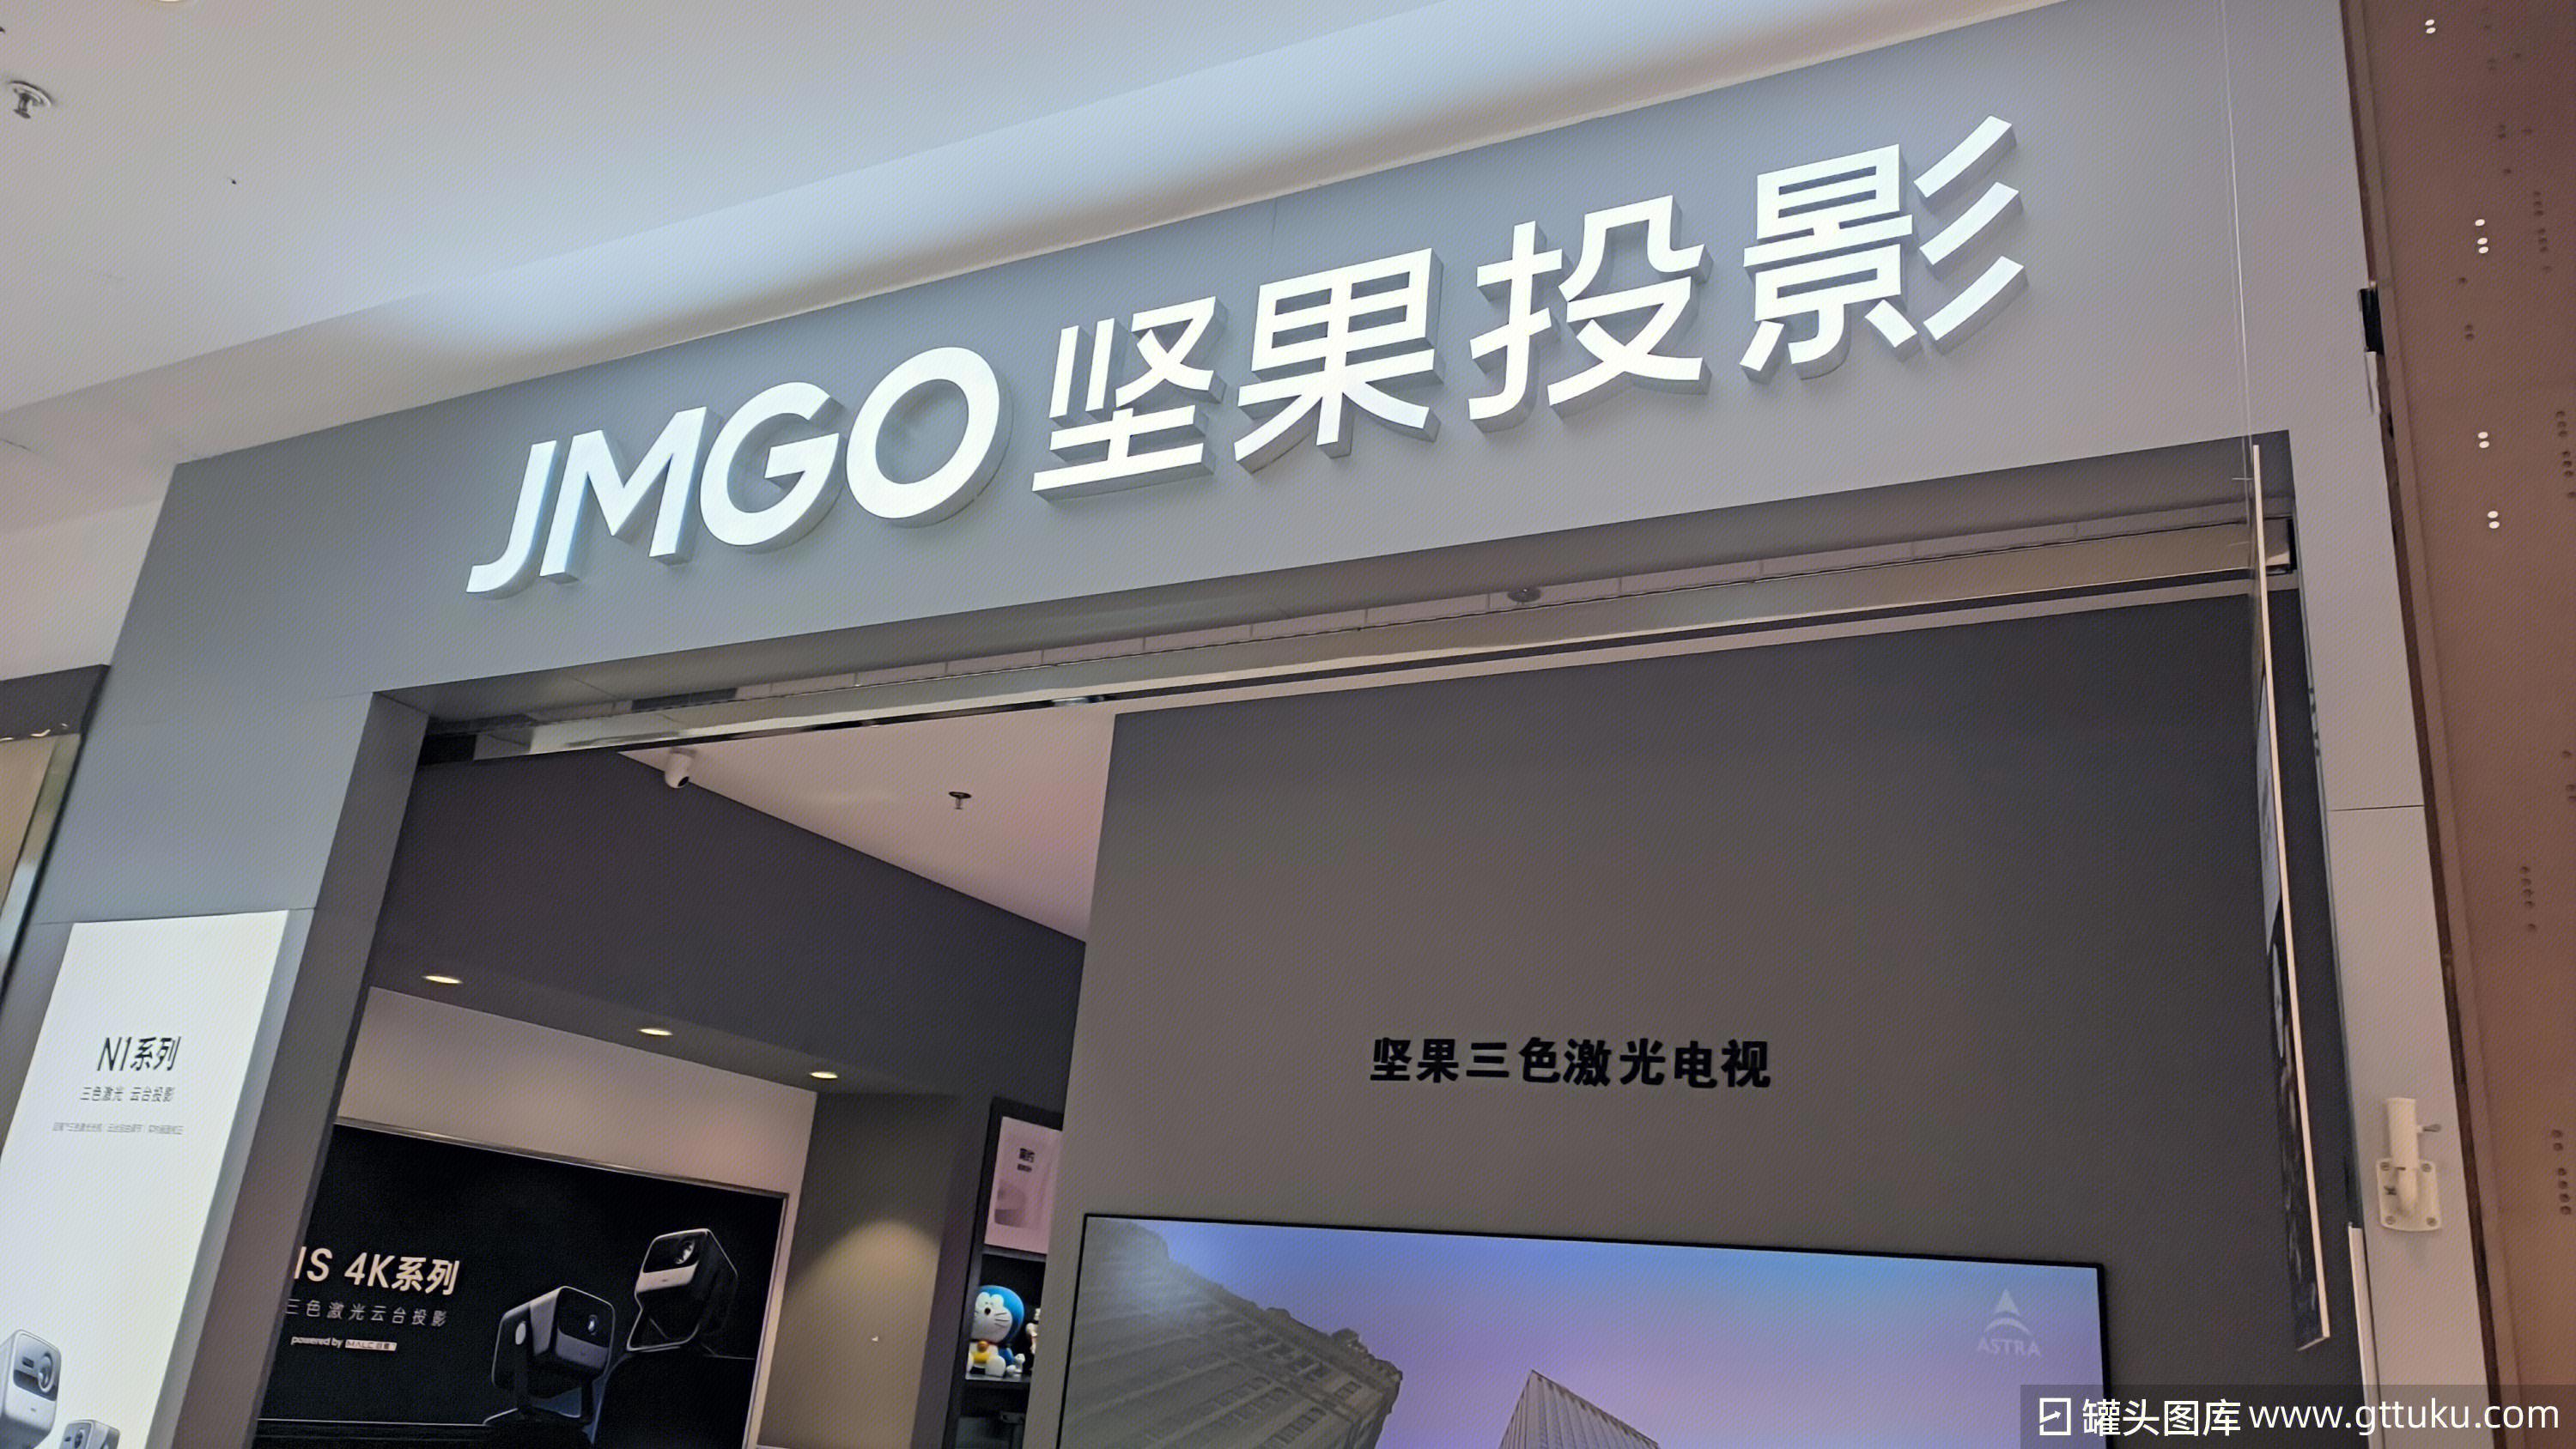 JMGO 坚果投影
坚果三色激光电视
N1系列
三色激光 云台投影
1S 4K系列
三色激光云台投影
powered by MALC
ASTRA
罐头图库 www.gttuku.com